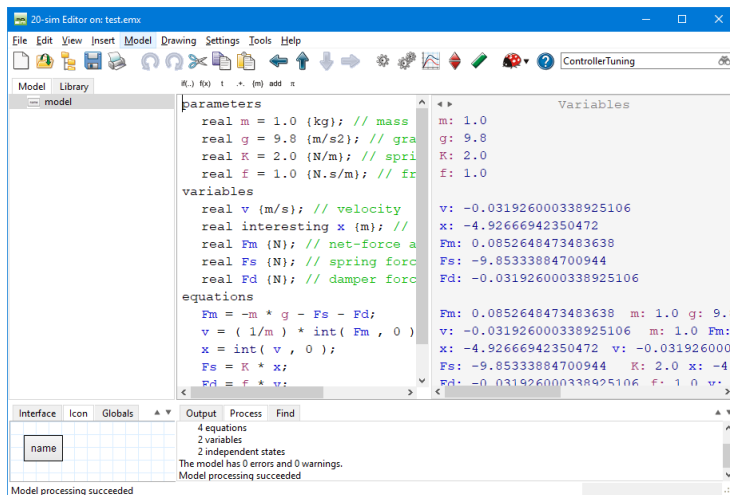 20-sim Editor on: test.emx
File Edit View Insert Model Drawing Settings Tools Help
ControllerTuning
Model Library
if(..) f(x) t .+. {m} add π
model
parameters
real m = 1.0 {kg}; // mass
real g = 9.8 {m/s2}; // gra
real K = 2.0 {N/m}; // spri
real f = 1.0 {N.s/m}; // fr
variables
real v {m/s}; // velocity
real interesting x {m}; //
real Fm {N}; // net-force a
real Fs {N}; // spring forc
real Fd {N}; // damper forc
equations
Fm = -m * g - Fs - Fd;
v = ( 1/m ) * int( Fm , 0 )
x = int( v , 0 );
Fs = K * x;
Fd = f * v;
Variables
m: 1.0
g: 9.8
K: 2.0
f: 1.0
v: -0.031926000338925106
x: -4.92666942350472
Fm: 0.0852648473483638
Fs: -9.85333884700944
Fd: -0.031926000338925106
Fm: 0.0852648473483638 m: 1.0 g: 9.
v: -0.031926000338925106 m: 1.0 Fm:
x: -4.92666942350472 v: -0.031926000
Fs: -9.85333884700944 K: 2.0 x: -4
Fd: -0.031926000338925106 f: 1.0 v:
Interface Icon Globals
name
Output Process Find
4 equations
2 variables
2 independent states
The model has 0 errors and 0 warnings.
Model processing succeeded
Model processing succeeded